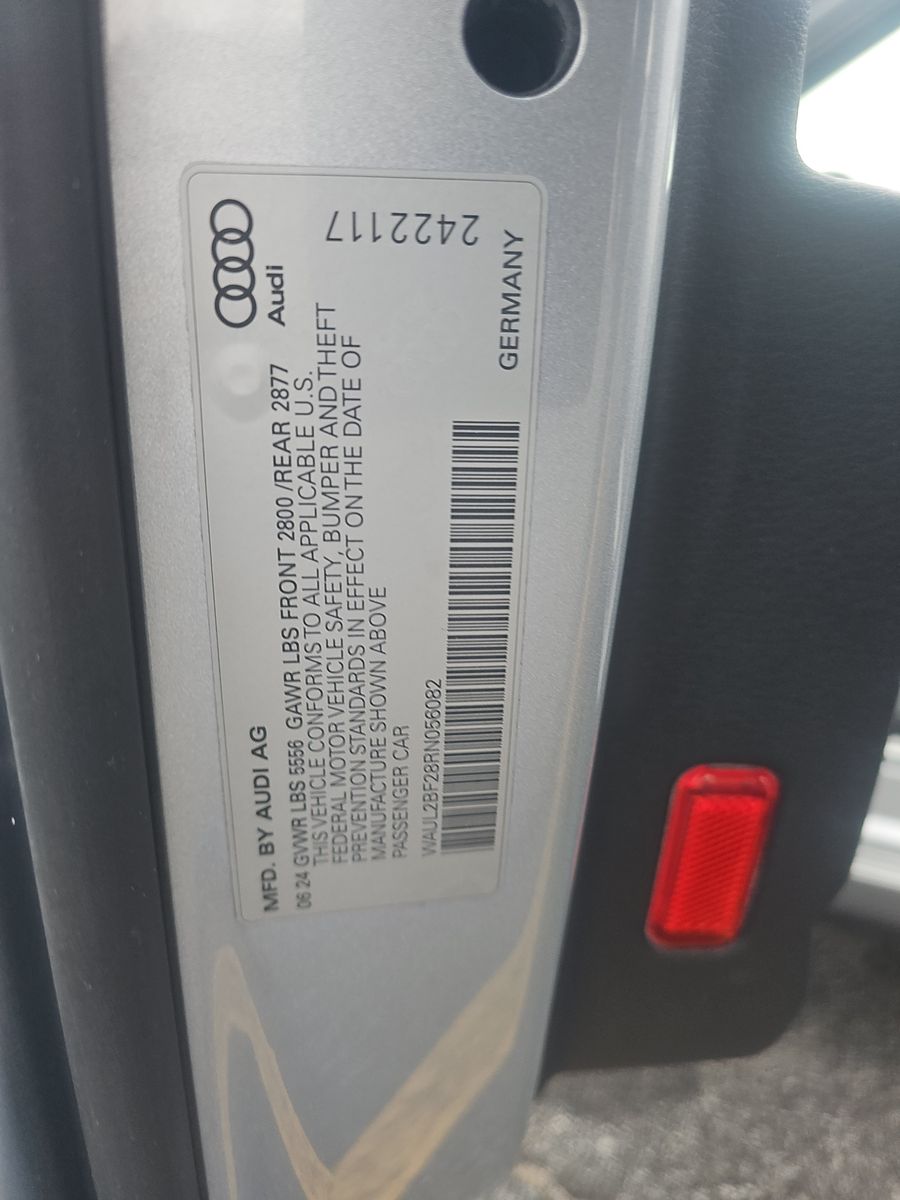 Audi
MFD. BY AUDI AG
06 24 GVWR LBS 5556 GAWR LBS FRONT 2800 /REAR 2877
THIS VEHICLE CONFORMS TO ALL APPLICABLE U.S.
FEDERAL MOTOR VEHICLE SAFETY, BUMPER AND THEFT
PREVENTION STANDARDS IN EFFECT ON THE DATE OF
MANUFACTURE SHOWN ABOVE
PASSENGER CAR
WAUL2BF28RN056082
2422117
GERMANY